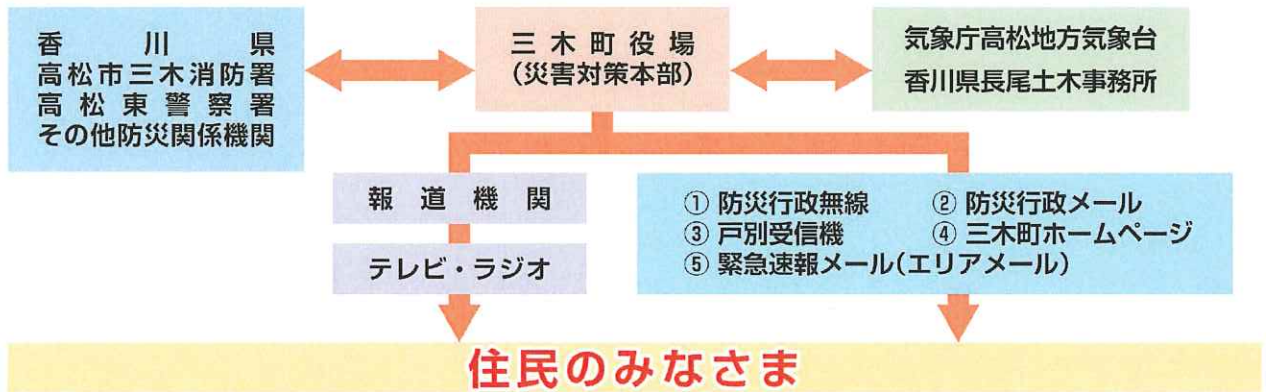 香川県
高松市三木消防署
高松東警察署
その他防災関係機関
三木町役場
(災害対策本部)
気象庁高松地方気象台
香川県長尾土木事務所
報道機関
テレビ・ラジオ
① 防災行政無線 ② 防災行政メール
③ 戸別受信機 ④ 三木町ホームページ
⑤ 緊急速報メール(エリアメール)
住民のみなさま